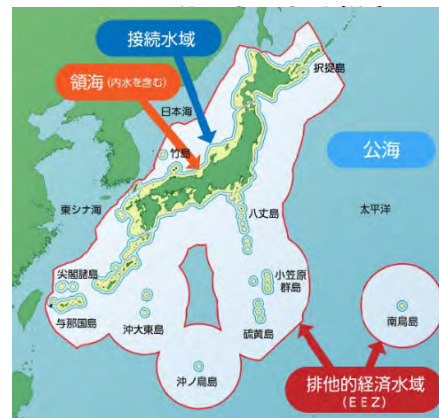 接続水域
択捉島
領海（内水を含む）
日本海
竹島
公海
東シナ海
八丈島
太平洋
尖閣諸島
小笠原
群島
与那国島
沖大東島
硫黄島
南鳥島
沖ノ鳥島
排他的経済水域
（EEZ）